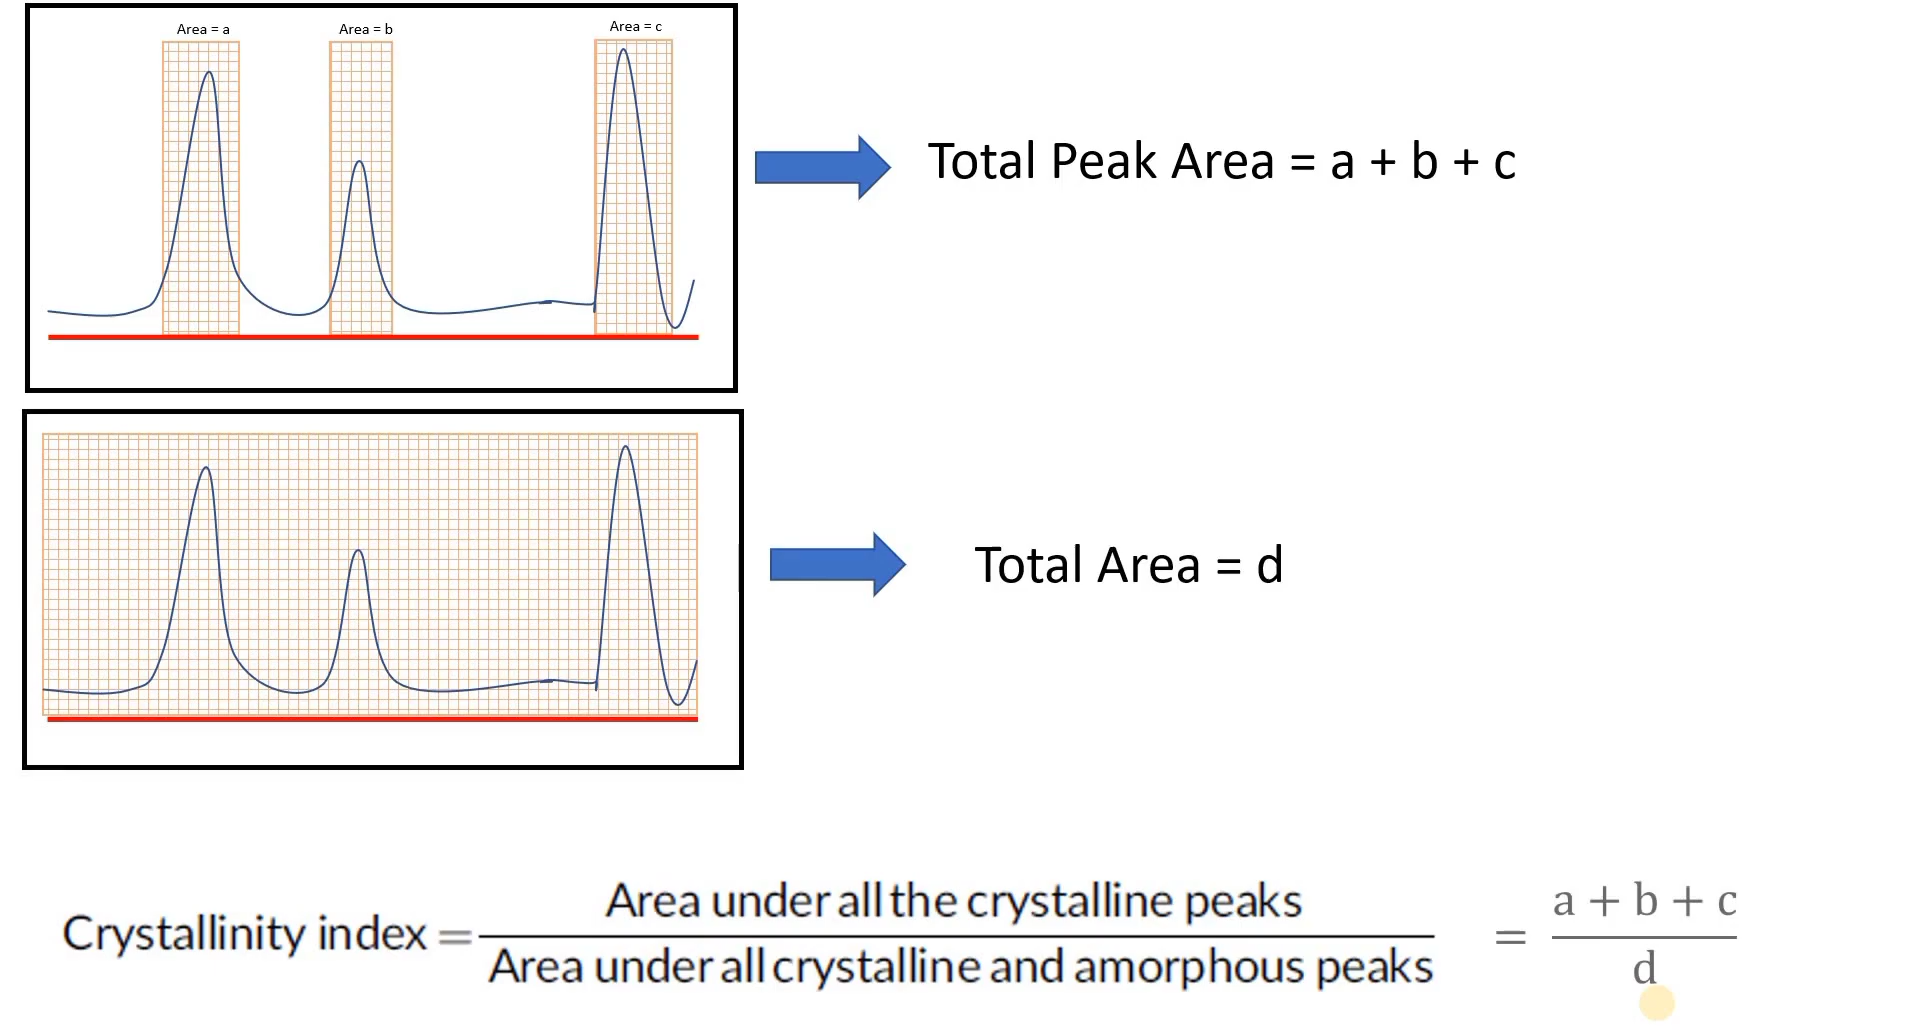 Area = a
Area = b
Area = c
Total Peak Area = a + b + c
Total Area = d
Crystallinity index = Area under all the crystalline peaks = a + b + c
Area under all crystalline and amorphous peaks d